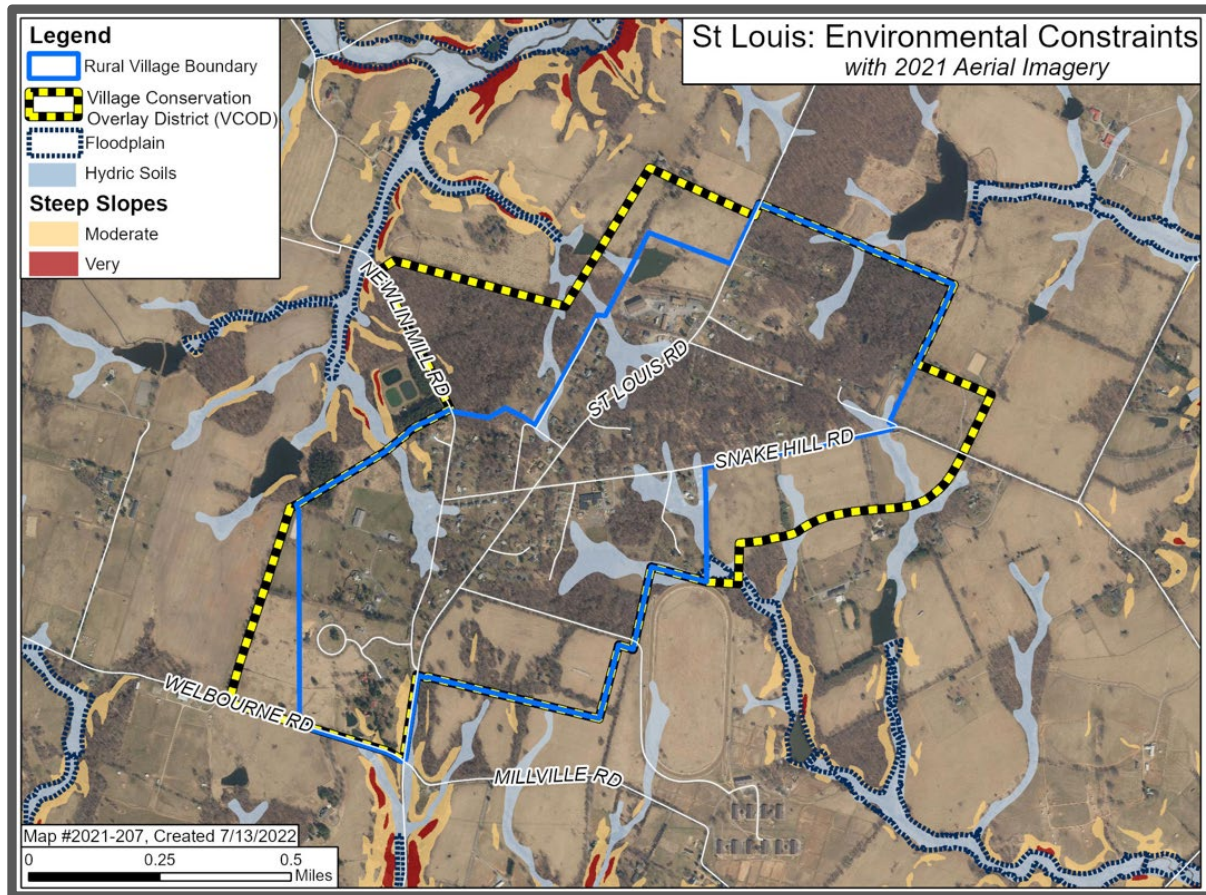 St Louis: Environmental Constraints
with 2021 Aerial Imagery
Legend
Rural Village Boundary
Village Conservation
Overlay District (VCOD)
Floodplain
Hydric Soils
Steep Slopes
Moderate
Very
NEWLIN MILL RD
ST LOUIS RD
SNAKE HILL RD
WELBOURNE RD
MILLVILLE RD
Map #2021-207, Created 7/13/2022
0 0.25 0.5
Miles